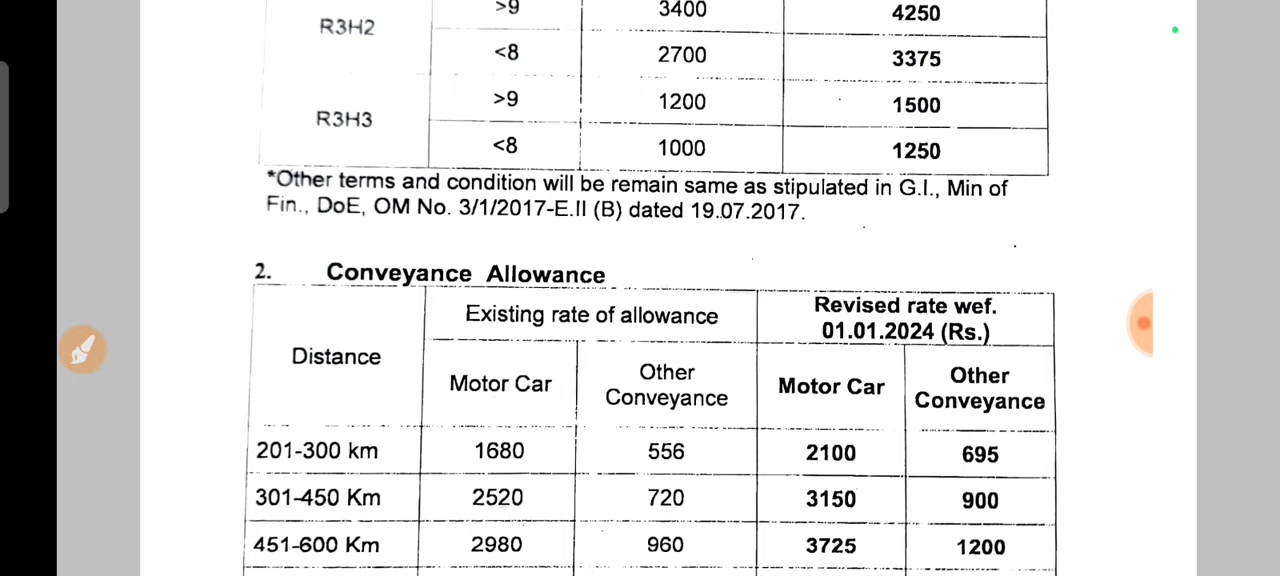 >9 3400 4250
R3H2
<8 2700 3375
>9 1200 1500
R3H3
<8 1000 1250
*Other terms and condition will be remain same as stipulated in G.I., Min of
Fin., DoE, OM No. 3/1/2017-E.II (B) dated 19.07.2017.
2. Conveyance Allowance
Existing rate of allowance Revised rate wef.
01.01.2024 (Rs.)
Distance
Motor Car Other
Conveyance Motor Car Other
Conveyance
201-300 km 1680 556 2100 695
301-450 Km 2520 720 3150 900
451-600 Km 2980 960 3725 1200